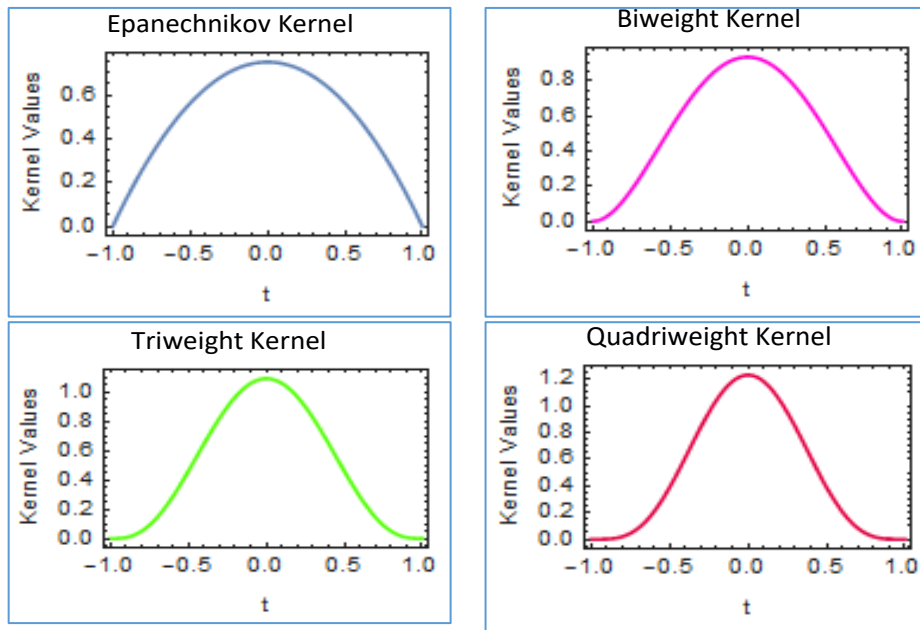 Epanechnikov Kernel
Kernel Values
0.6
0.4
0.2
0.0
−1.0 −0.5 0.0 0.5 1.0
t
Biweight Kernel
Kernel Values
0.8
0.6
0.4
0.2
0.0
−1.0 −0.5 0.0 0.5 1.0
t
Triweight Kernel
Kernel Values
1.0
0.8
0.6
0.4
0.2
0.0
−1.0 −0.5 0.0 0.5 1.0
t
Quadriweight Kernel
Kernel Values
1.2
1.0
0.8
0.6
0.4
0.2
0.0
−1.0 −0.5 0.0 0.5 1.0
t